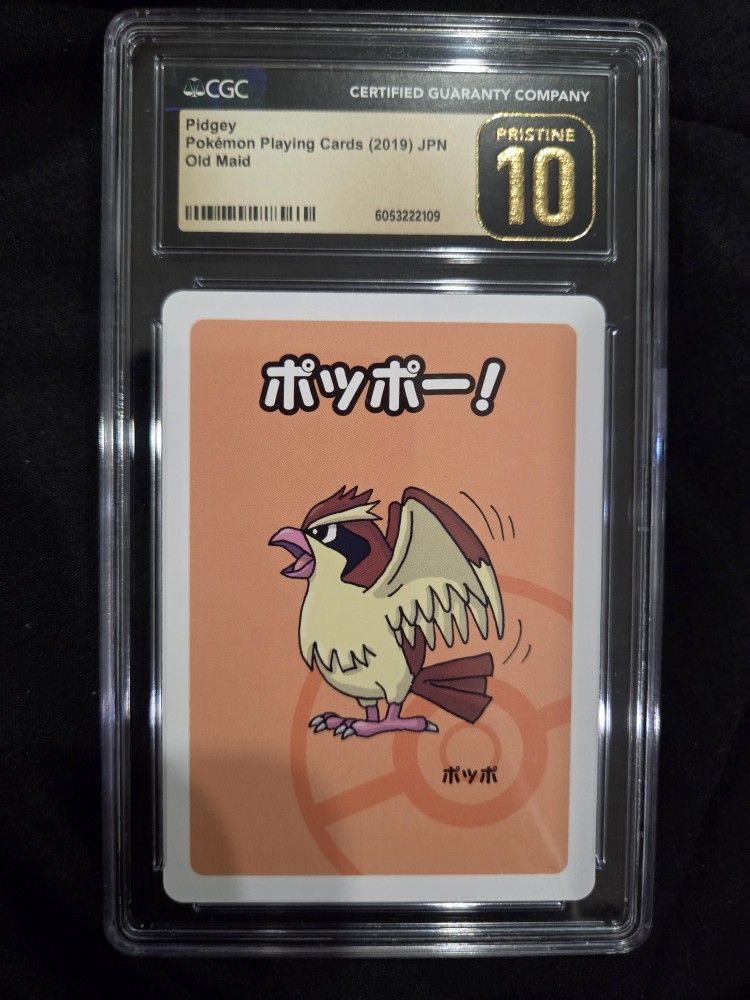 CGC
CERTIFIED GUARANTY COMPANY
Pidgey
Pokémon Playing Cards (2019) JPN
Old Maid
6053222109
PRISTINE
10
ポッポー!
ポッポ